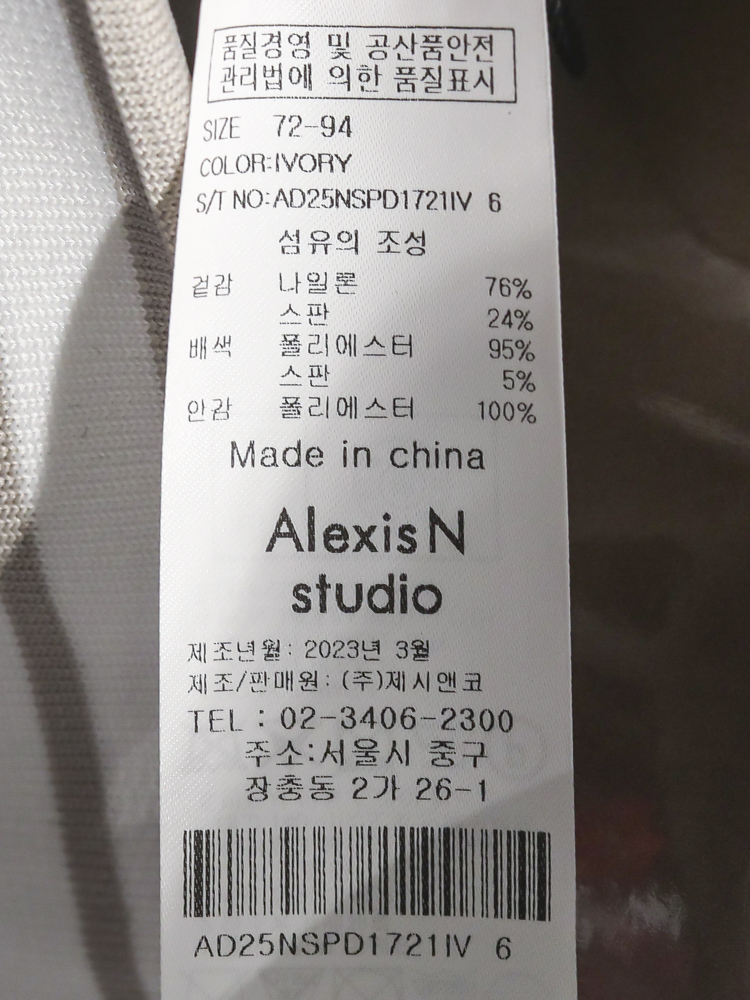 품질경영 및 공산품안전
관리법에 의한 품질표시
SIZE 72-94
COLOR:IVORY
S/T NO:AD25NSPD1721IV 6
섬유의 조성
겉감 나일론 76%
스판 24%
배색 폴리에스터 95%
스판 5%
안감 폴리에스터 100%
Made in china
AlexisN
studio
제조년월: 2023년 3월
제조/판매원: (주)제시앤코
TEL : 02-3406-2300
주소:서울시 중구
장충동 2가 26-1
AD25NSPD1721IV 6